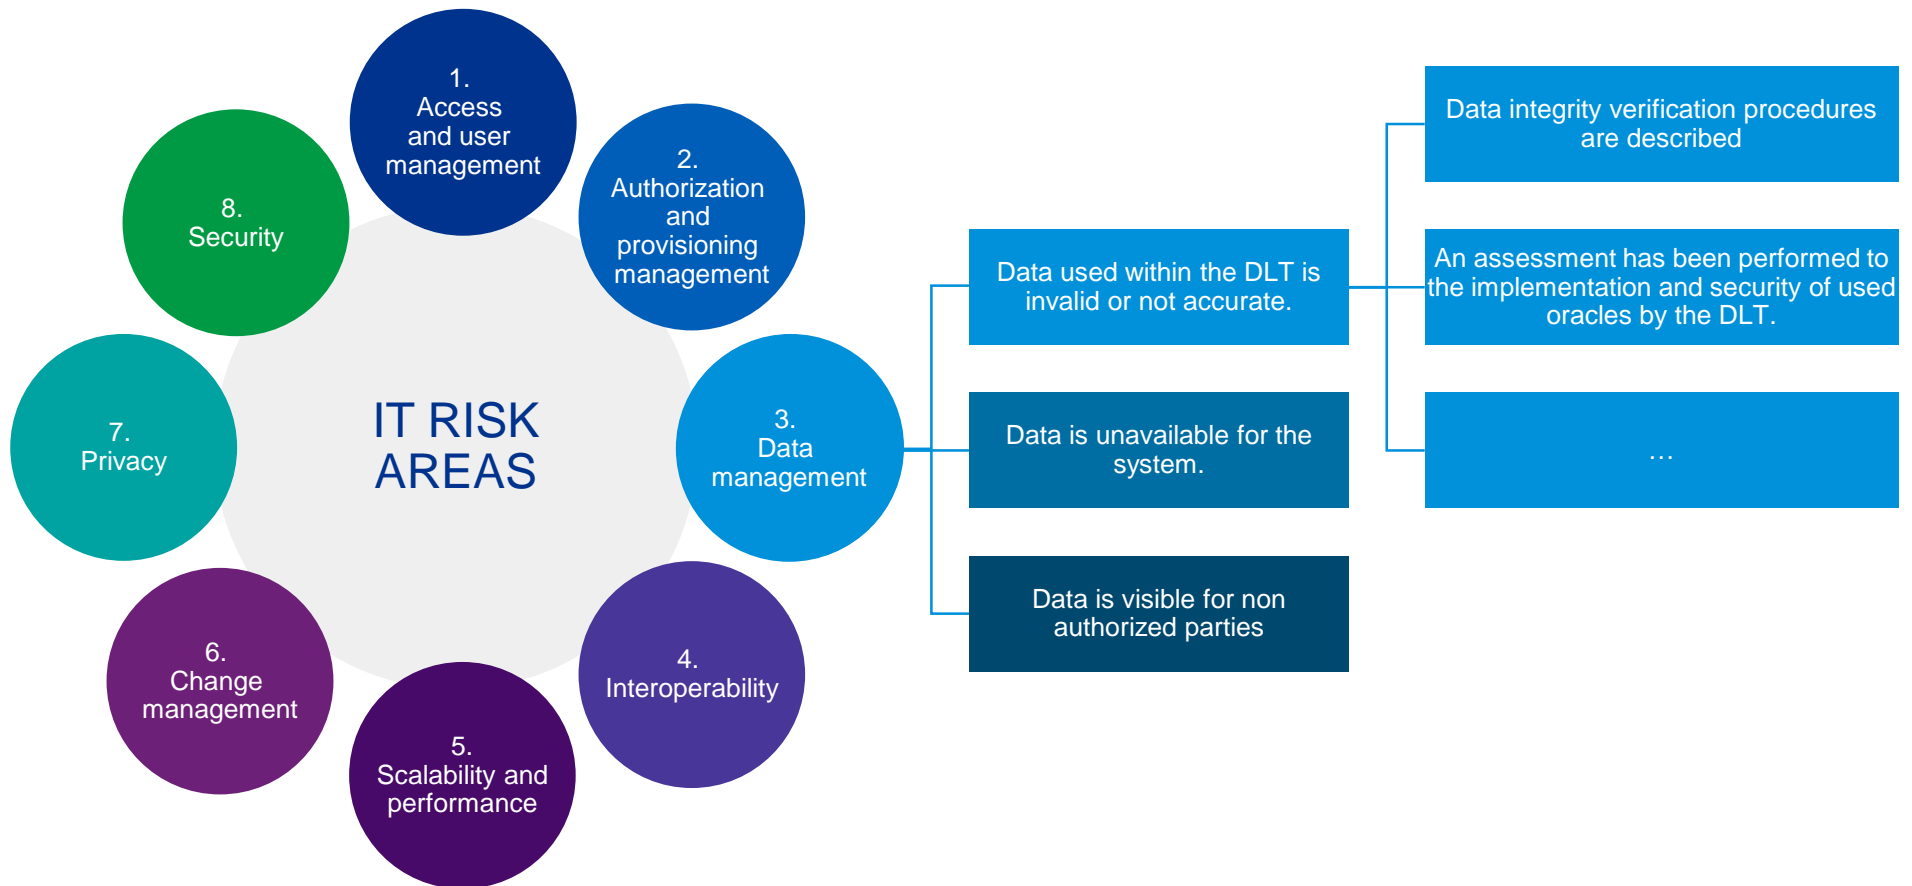 1.
Access
and user
management
2.
Authorization
and
provisioning
management
3.
Data
management
4.
Interoperability
5.
Scalability and
performance
6.
Change
management
7.
Privacy
8.
Security
IT RISK
AREAS
Data used within the DLT is
invalid or not accurate.
Data is unavailable for the
system.
Data is visible for non
authorized parties
Data integrity verification procedures
are described
An assessment has been performed to
the implementation and security of used
oracles by the DLT.
…